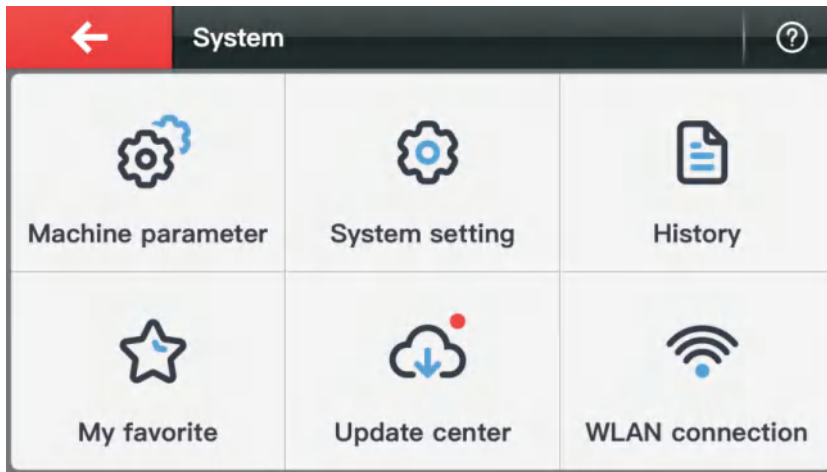 System
?
Machine parameter
System setting
History
My favorite
Update center
WLAN connection